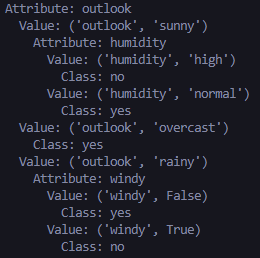 Attribute: outlook
  Value: ('outlook', 'sunny')
    Attribute: humidity
      Value: ('humidity', 'high')
        Class: no
      Value: ('humidity', 'normal')
        Class: yes
  Value: ('outlook', 'overcast')
    Class: yes
  Value: ('outlook', 'rainy')
    Attribute: windy
      Value: ('windy', False)
        Class: yes
      Value: ('windy', True)
        Class: no